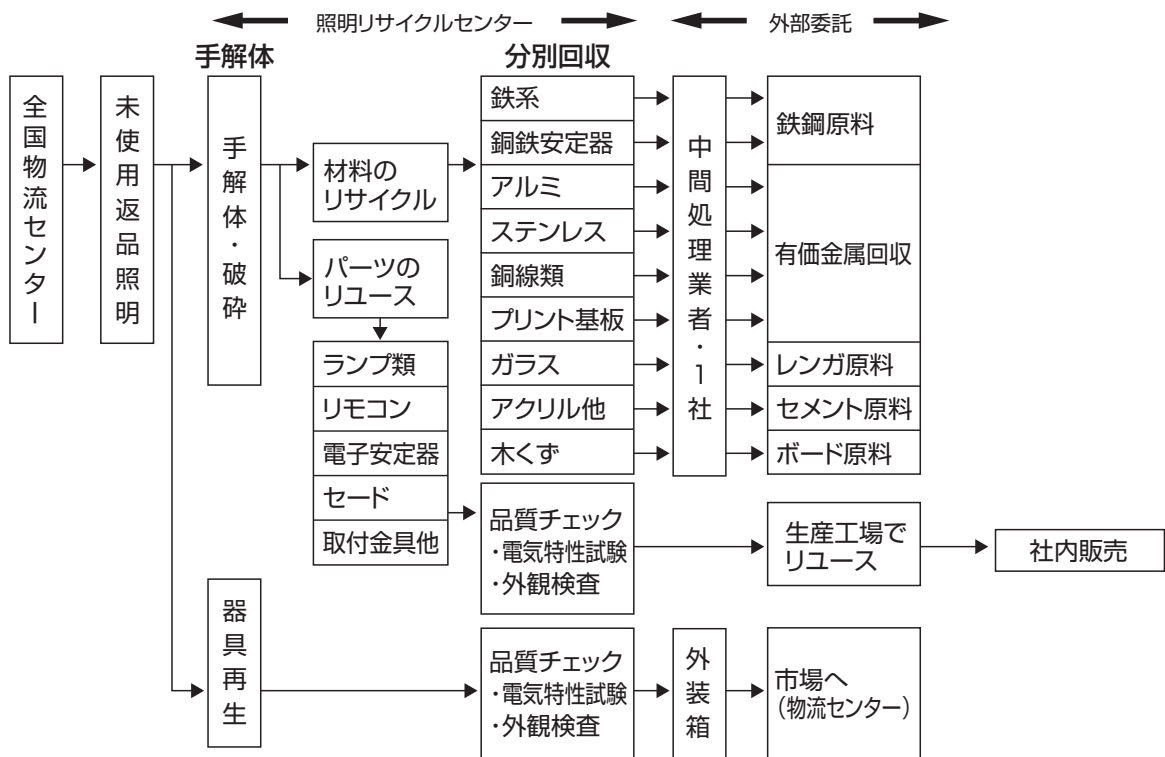 照明リサイクルセンター
外部委託
手解体
分別回収
全国物流センター
未使用返品照明
手解体・破砕
材料の
リサイクル
パーツの
リユース
ランプ類
リモコン
電子安定器
セード
取付金具他
鉄系
銅鉄安定器
アルミ
ステンレス
銅線類
プリント基板
ガラス
アクリル他
木くず
中間処理業者・1社
鉄鋼原料
有価金属回収
レンガ原料
セメント原料
ボード原料
品質チェック
・電気特性試験
・外観検査
生産工場で
リユース
社内販売
器具再生
品質チェック
・電気特性試験
・外観検査
外装箱
市場へ
（物流センター）